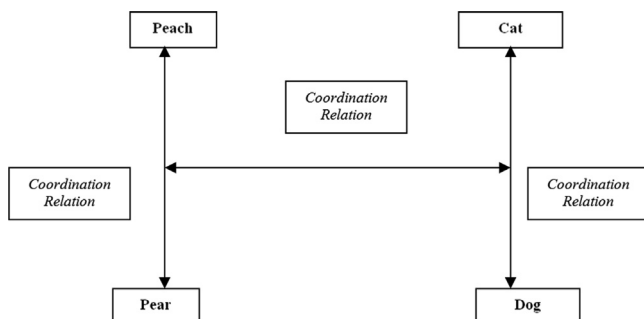 Peach
Cat
Coordination
Relation
Coordination
Relation
Coordination
Relation
Pear
Dog